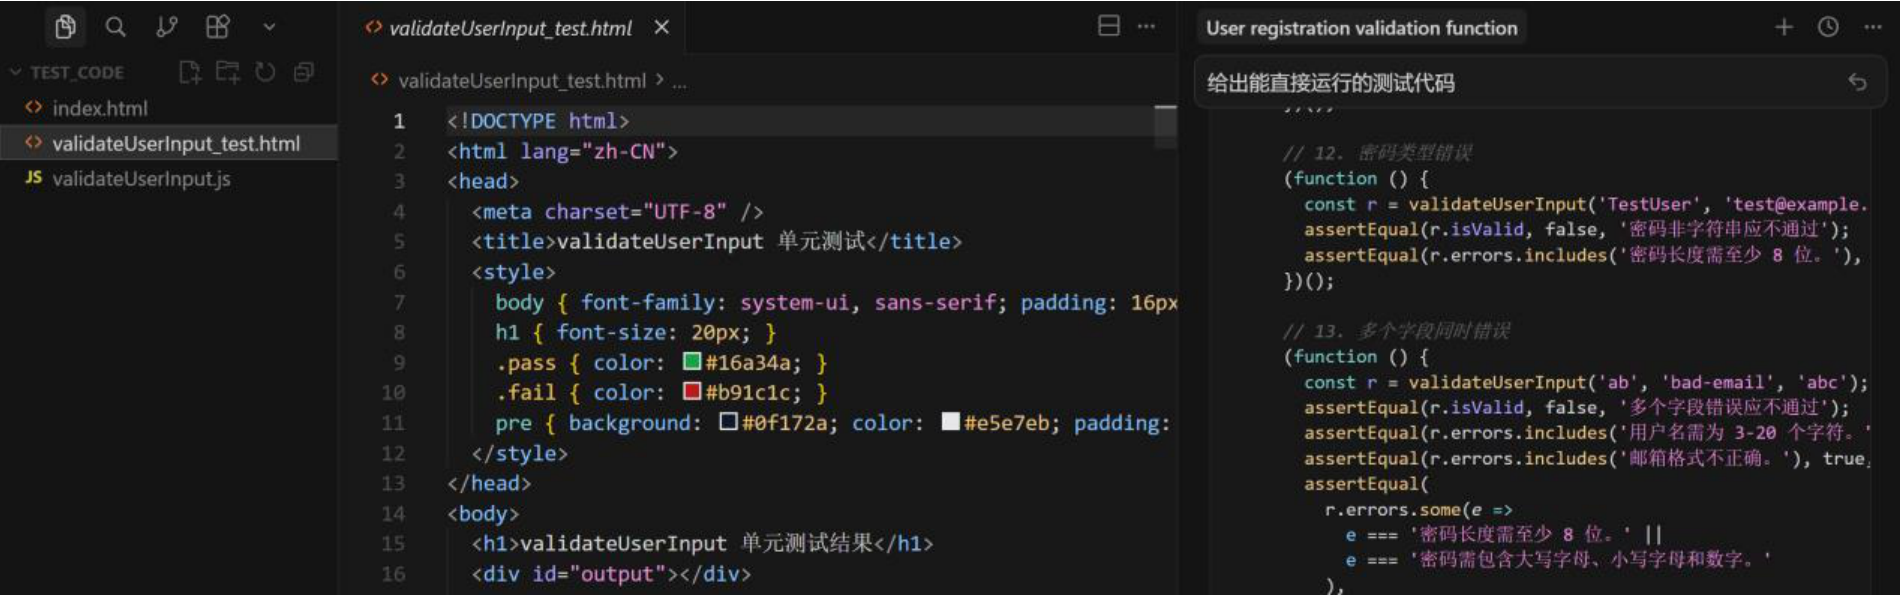 TEST_CODE
index.html
validateUserInput_test.html
JS validateUserInput.js
validateUserInput_test.html
validateUserInput_test.html > ...
1 <!DOCTYPE html>
2 <html lang="zh-CN">
3 <head>
4 <meta charset="UTF-8" />
5 <title>validateUserInput 单元测试</title>
6 <style>
7 body { font-family: system-ui, sans-serif; padding: 16px
8 h1 { font-size: 20px; }
9 .pass { color: #16a34a; }
10 .fail { color: #b91c1c; }
11 pre { background: #0f172a; color: #e5e7eb; padding:
12 </style>
13 </head>
14 <body>
15 <h1>validateUserInput 单元测试结果</h1>
16 <div id="output"></div>
User registration validation function
给出能直接运行的测试代码
})();
// 12. 密码类型错误
(function () {
const r = validateUserInput('TestUser', 'test@example.
assertEqual(r.isValid, false, '密码非字符串应不通过');
assertEqual(r.errors.includes('密码长度需至少 8 位。'),
})();
// 13. 多个字段同时错误
(function () {
const r = validateUserInput('ab', 'bad-email', 'abc');
assertEqual(r.isValid, false, '多个字段错误应不通过');
assertEqual(r.errors.includes('用户名需为 3-20 个字符。'
assertEqual(r.errors.includes('邮箱格式不正确。'), true,
assertEqual(
r.errors.some(e =>
e === '密码长度需至少 8 位。' ||
e === '密码需包含大写字母、小写字母和数字。'
),